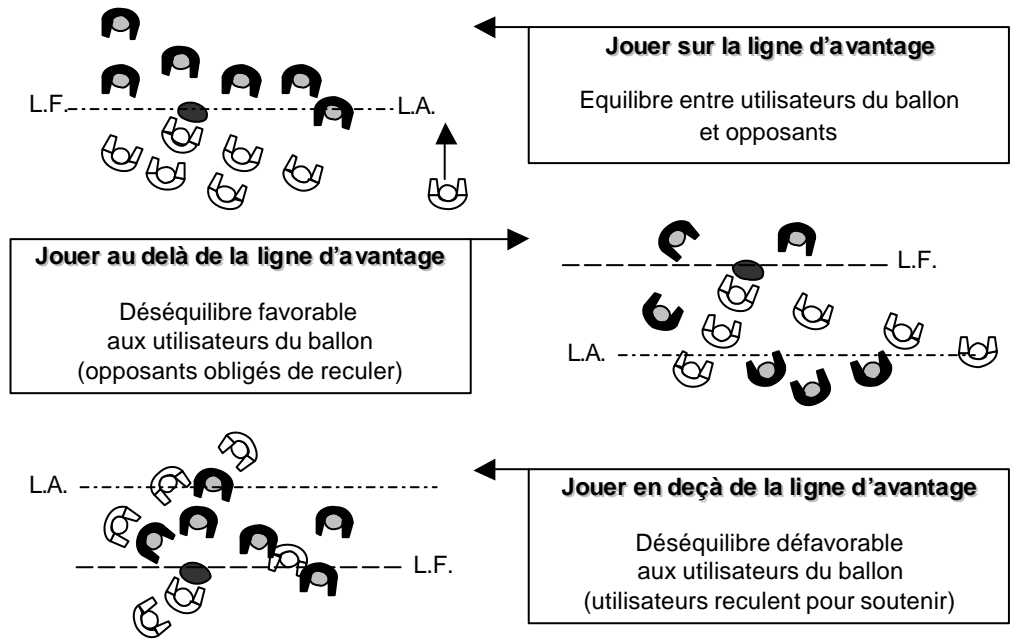 Jouer sur la ligne d'avantage
Equilibre entre utilisateurs du ballon
et opposants
L.F.
L.A.
Jouer au delà de la ligne d'avantage
Déséquilibre favorable
aux utilisateurs du ballon
(opposants obligés de reculer)
L.F.
L.A.
L.A.
L.F.
Jouer en deçà de la ligne d'avantage
Déséquilibre défavorable
aux utilisateurs du ballon
(utilisateurs reculent pour soutenir)